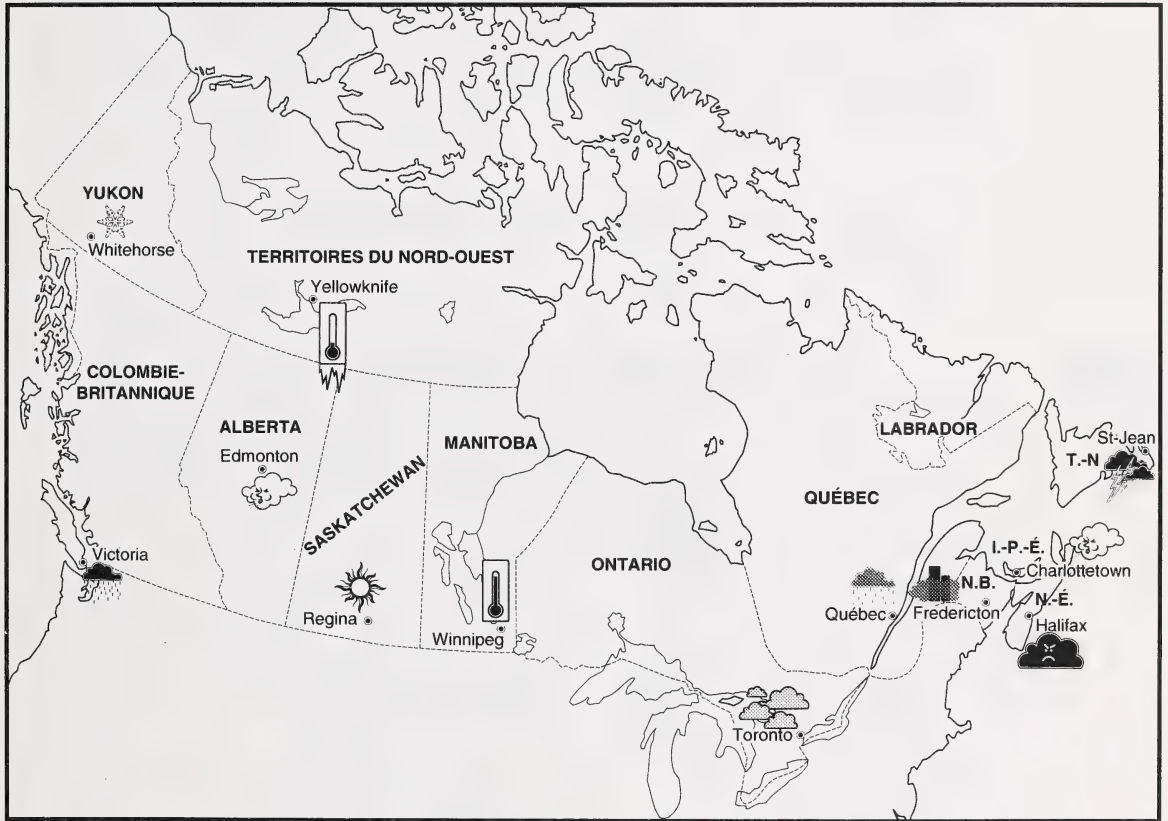 YUKON
Whitehorse
TERRITOIRES DU NORD-OUEST
Yellowknife
COLOMBIE-
BRITANNIQUE
ALBERTA
Edmonton
SASKATCHEWAN
MANITOBA
LABRADOR
St-Jean
T.-N
QUÉBEC
Victoria
ONTARIO
I.-P.-É.
Charlottetown
N.B.
N.-É.
Regina
Winnipeg
Québec
Fredericton
Halifax
Toronto